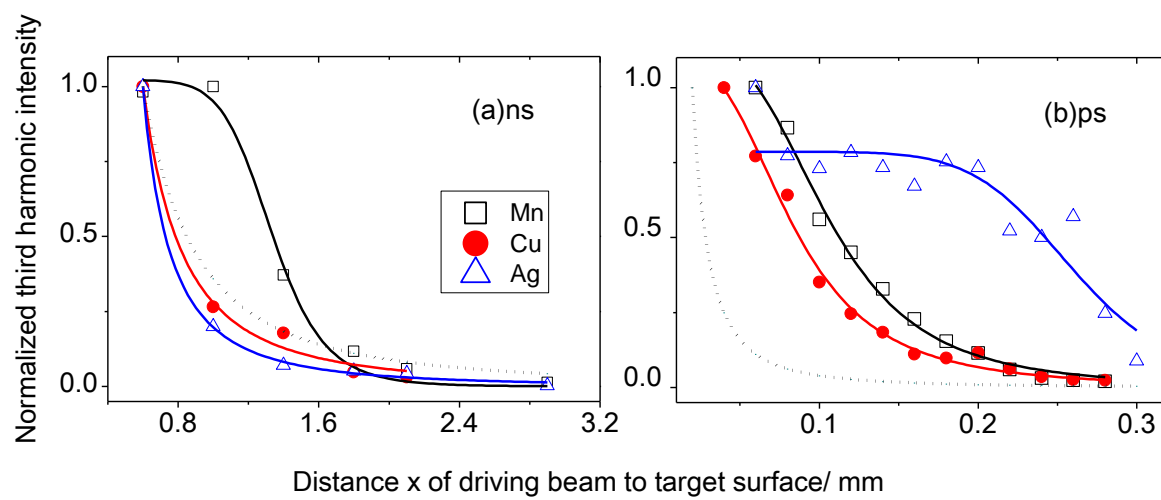 Normalized third harmonic intensity
1.0
0.5
0.0
0.8
1.6
2.4
3.2
(a)ns
Mn
Cu
Ag
1.0
0.5
0.0
0.1
0.2
0.3
(b)ps
Distance x of driving beam to target surface/ mm